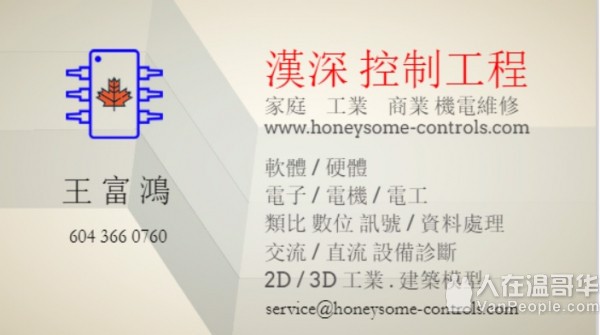 漢深 控制工程
家庭 工業 商業 機電維修
www.honeysome-controls.com
王富鴻
604 366 0760
軟體 / 硬體
電子 / 電機 / 電工
類比 數位 訊號 / 資料處理
交流 / 直流 設備診斷
2D / 3D 工業 . 建築模型
service@honeysome-controls.com
人在温哥华
VanPeople.com